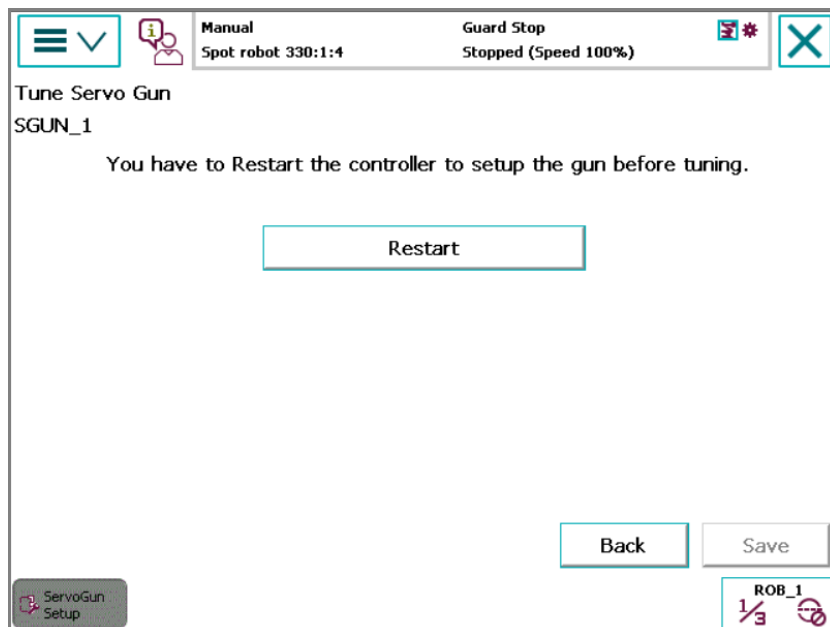 Manual
Guard Stop
Spot robot 330:1:4
Stopped (Speed 100%)
Tune Servo Gun
SGUN_1
You have to Restart the controller to setup the gun before tuning.
Restart
Back
Save
ServoGun
Setup
ROB_1
1/3